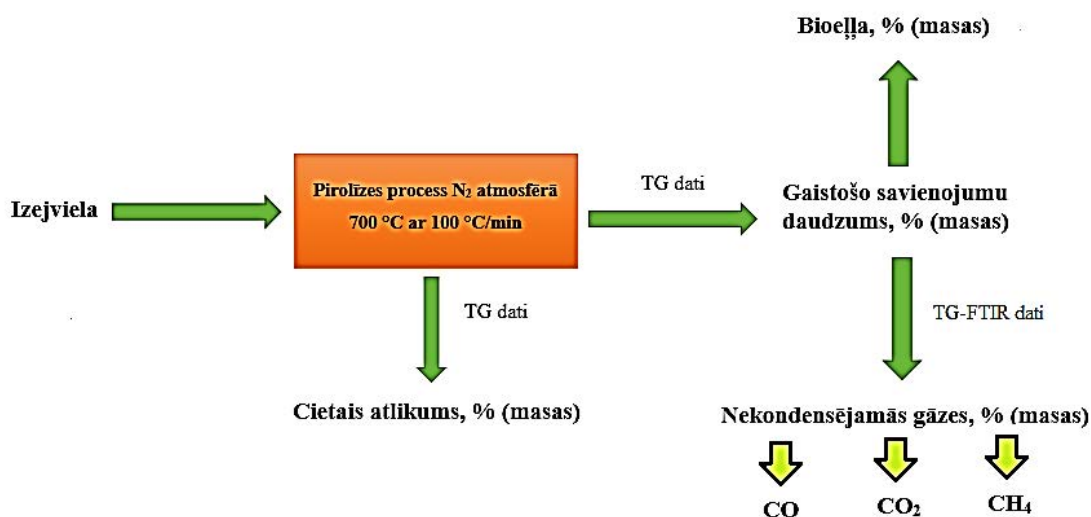 Bioeļļa, % (masas)
Izejviela
Pirolīzes process N₂ atmosfērā
700 °C ar 100 °C/min
TG dati
Gaistošo savienojumu
daudzums, % (masas)
TG dati
TG-FTIR dati
Cietais atlikums, % (masas)
Nekondensējamās gāzes, % (masas)
CO
CO₂
CH₄